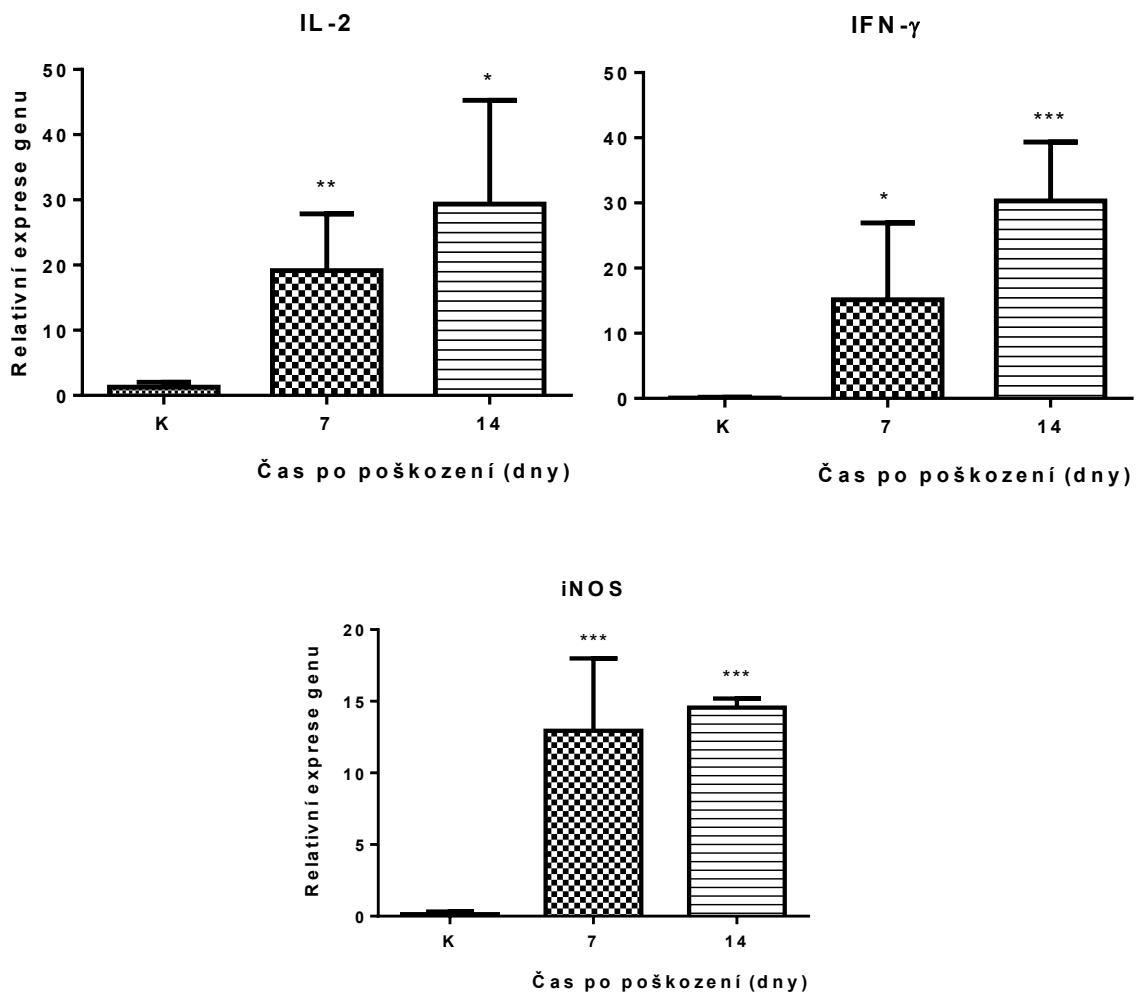 IL-2
Relativní exprese genu
50
40
30
20
10
0
*
**
K
7
14
Čas po poškození (dny)
IFN-γ
50
40
30
20
10
0
***
*
K
7
14
Čas po poškození (dny)
iNOS
Relativní exprese genu
20
15
10
5
0
***
***
K
7
14
Čas po poškození (dny)